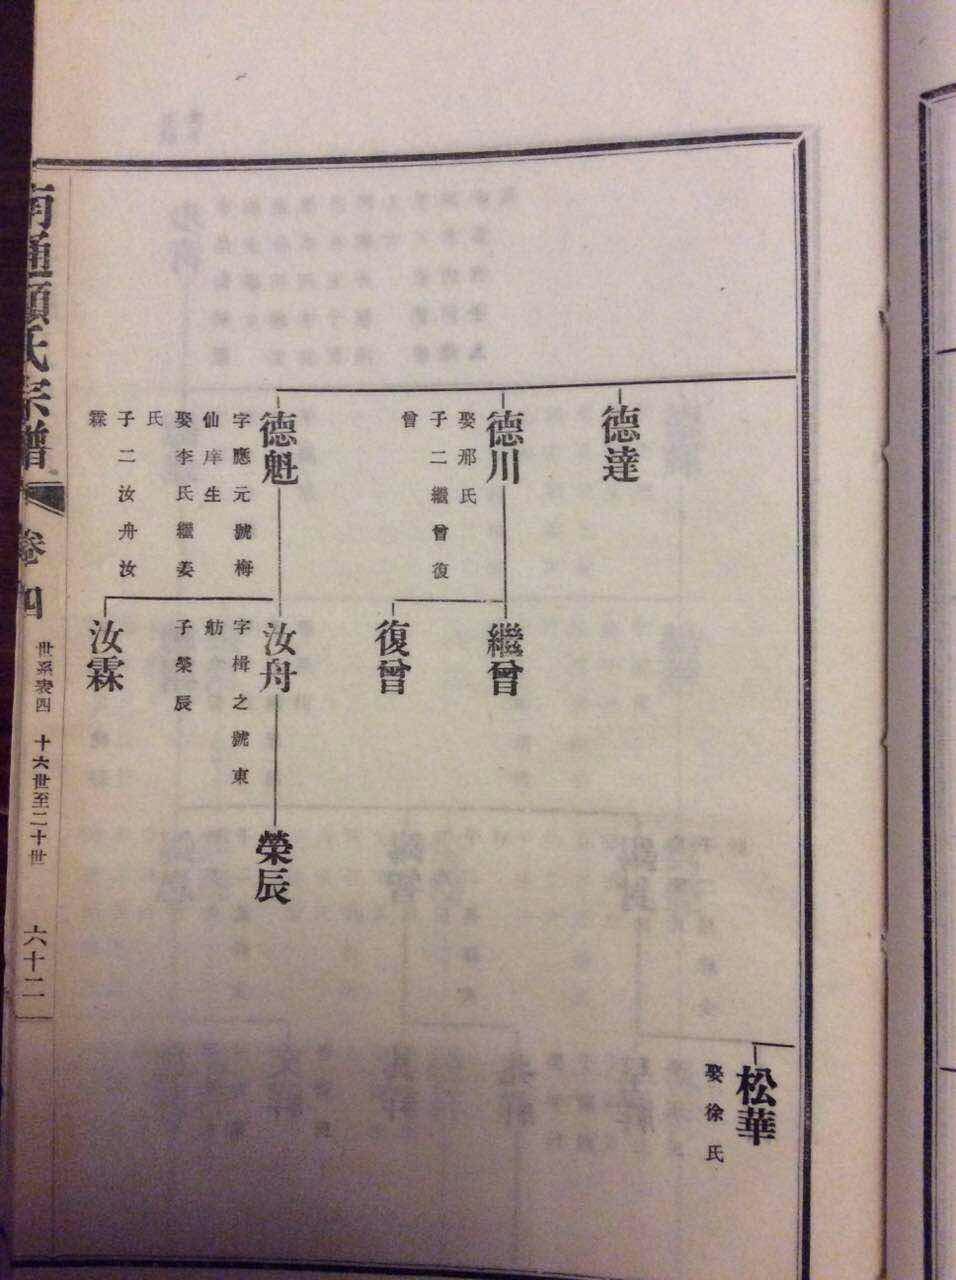 松華
娶徐氏
德達
德川
娶邢氏
子二繼曾復
曾
繼曾
復曾
德魁
字應元號梅
仙庠生
娶李氏繼姜
氏
子二汝舟汝
霖
汝舟
字楫之號東
舫
子榮辰
汝霖
榮辰
南通顧氏宗譜
卷四
世系表四 十六世至二十世
六十二